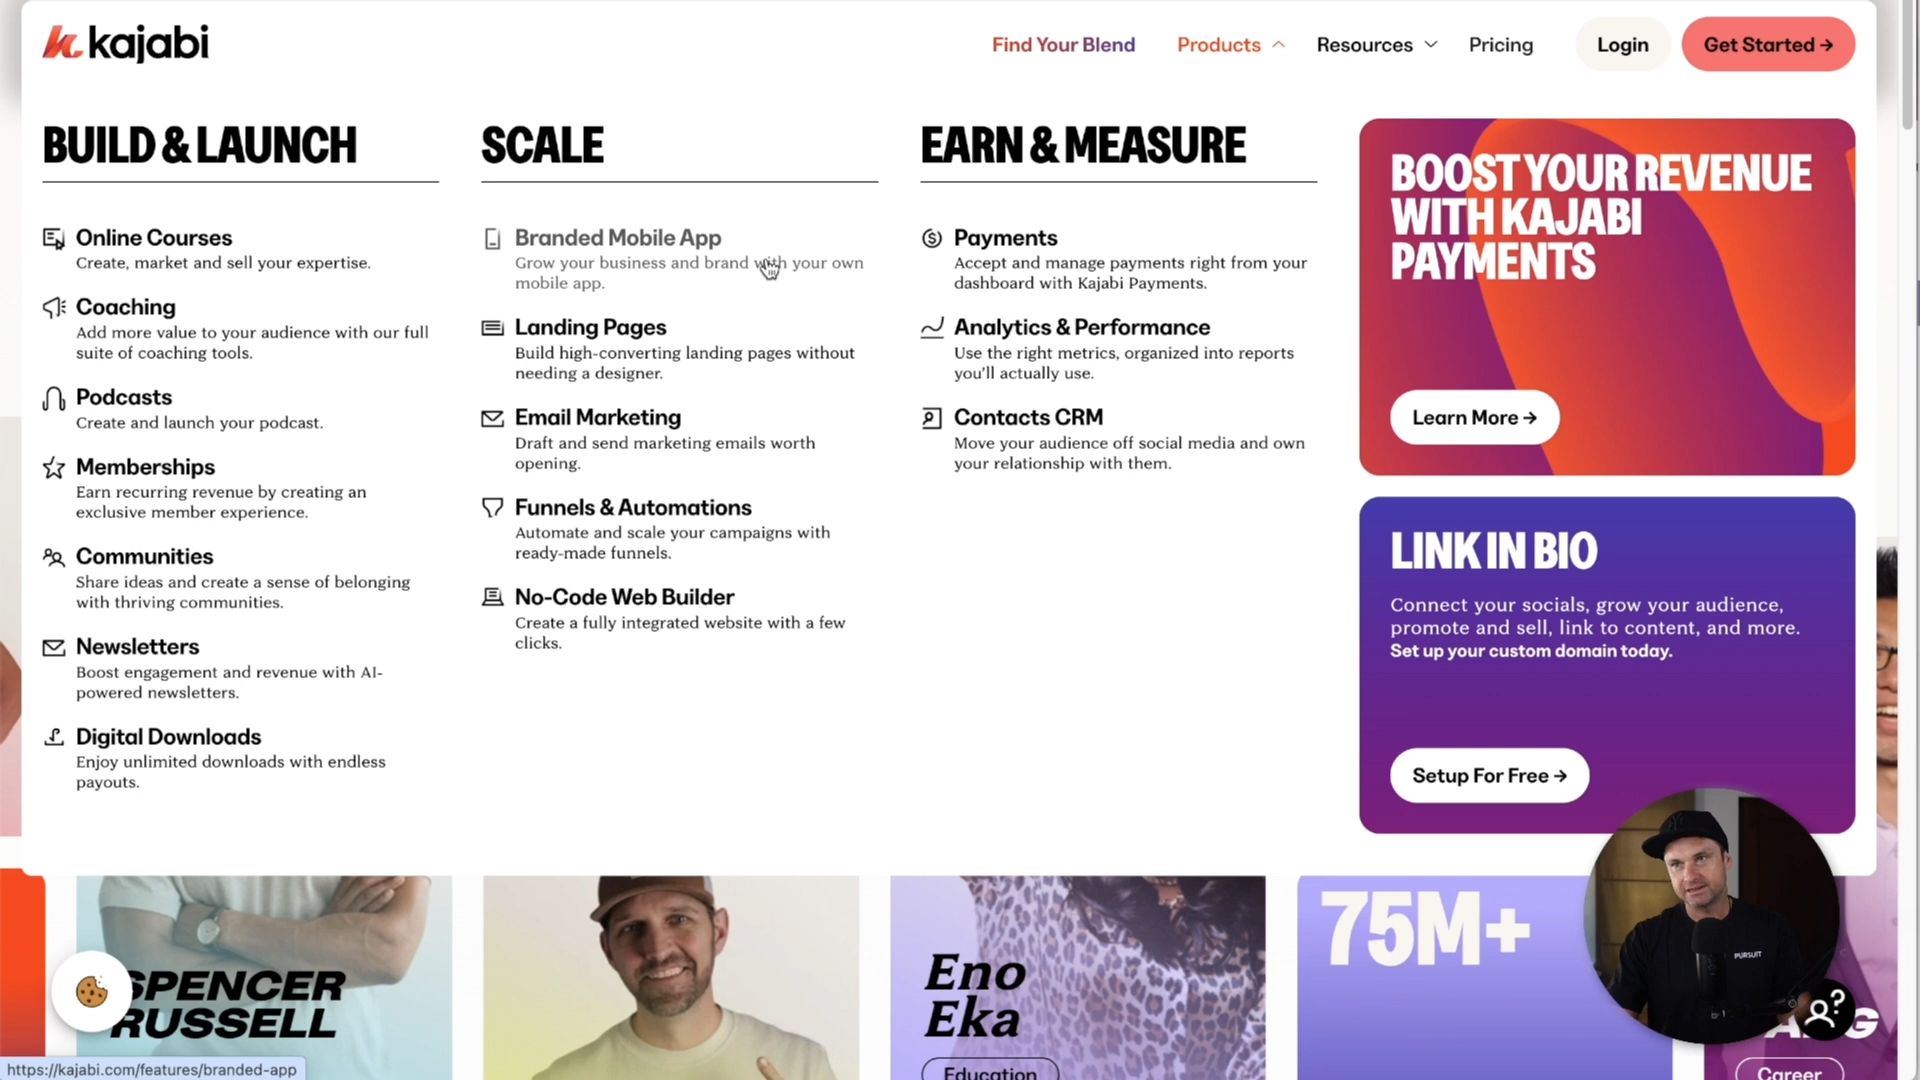 kajabi
Find Your Blend
Products
Resources
Pricing
Login
Get Started →
BUILD & LAUNCH
Online Courses
Create, market and sell your expertise.
Coaching
Add more value to your audience with our full
suite of coaching tools.
Podcasts
Create and launch your podcast.
Memberships
Earn recurring revenue by creating an
exclusive member experience.
Communities
Share ideas and create a sense of belonging
with thriving communities.
Newsletters
Boost engagement and revenue with AI-
powered newsletters.
Digital Downloads
Enjoy unlimited downloads with endless
payouts.
SCALE
Branded Mobile App
Grow your business and brand with your own
mobile app.
Landing Pages
Build high-converting landing pages without
needing a designer.
Email Marketing
Draft and send marketing emails worth
opening.
Funnels & Automations
Automate and scale your campaigns with
ready-made funnels.
No-Code Web Builder
Create a fully integrated website with a few
clicks.
EARN & MEASURE
Payments
Accept and manage payments right from your
dashboard with Kajabi Payments.
Analytics & Performance
Use the right metrics, organized into reports
you'll actually use.
Contacts CRM
Move your audience off social media and own
your relationship with them.
BOOST YOUR REVENUE
WITH KAJABI
PAYMENTS
Learn More →
LINK IN BIO
Connect your socials, grow your audience,
promote and sell, link to content, and more.
Set up your custom domain today.
Setup For Free →
SPENCER
RUSSELL
Eno
Eka
Education
75M+
PURSUIT
Career
https://kajabi.com/features/branded-app